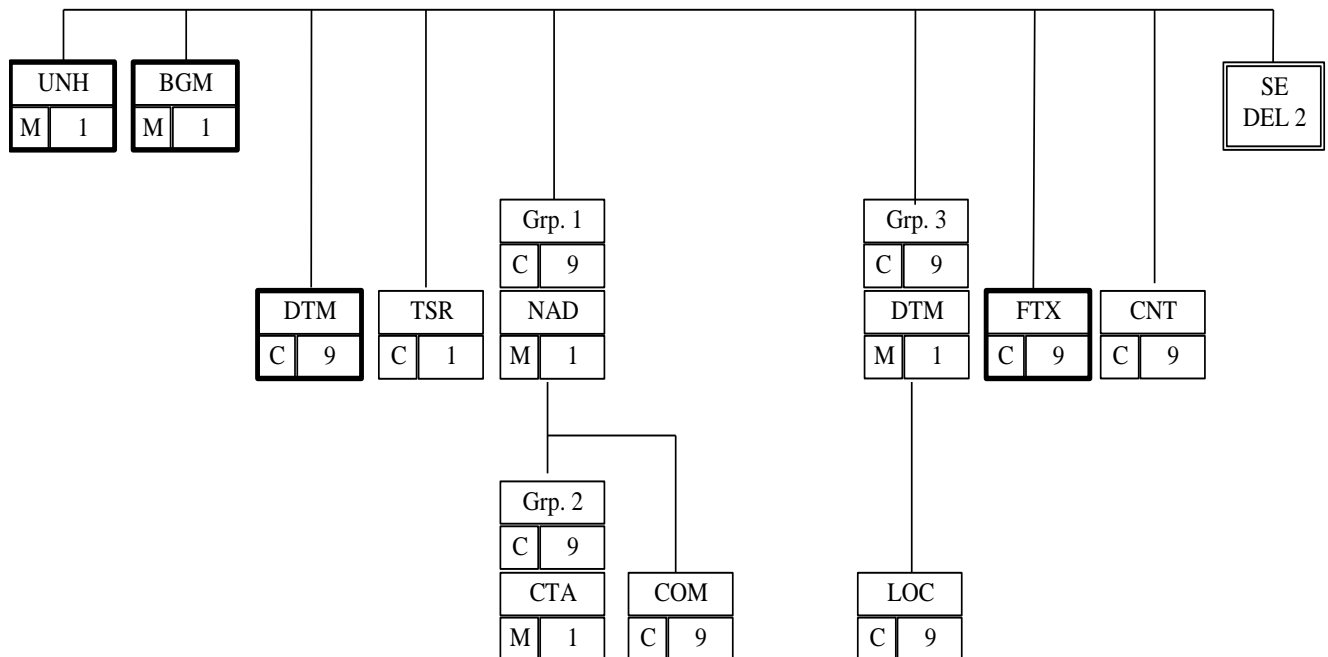 UNH
M 1
BGM
M 1
SE
DEL 2
Grp. 1
C 9
NAD
M 1
Grp. 3
C 9
DTM
M 1
DTM
C 9
TSR
C 1
FTX
C 9
CNT
C 9
Grp. 2
C 9
CTA
M 1
COM
C 9
LOC
C 9